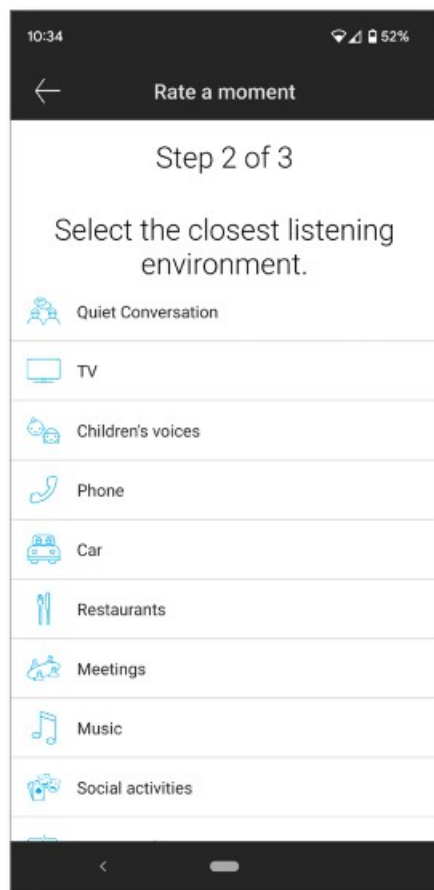 10:34 52%
Rate a moment
Step 2 of 3
Select the closest listening
environment.
Quiet Conversation
TV
Children's voices
Phone
Car
Restaurants
Meetings
Music
Social activities